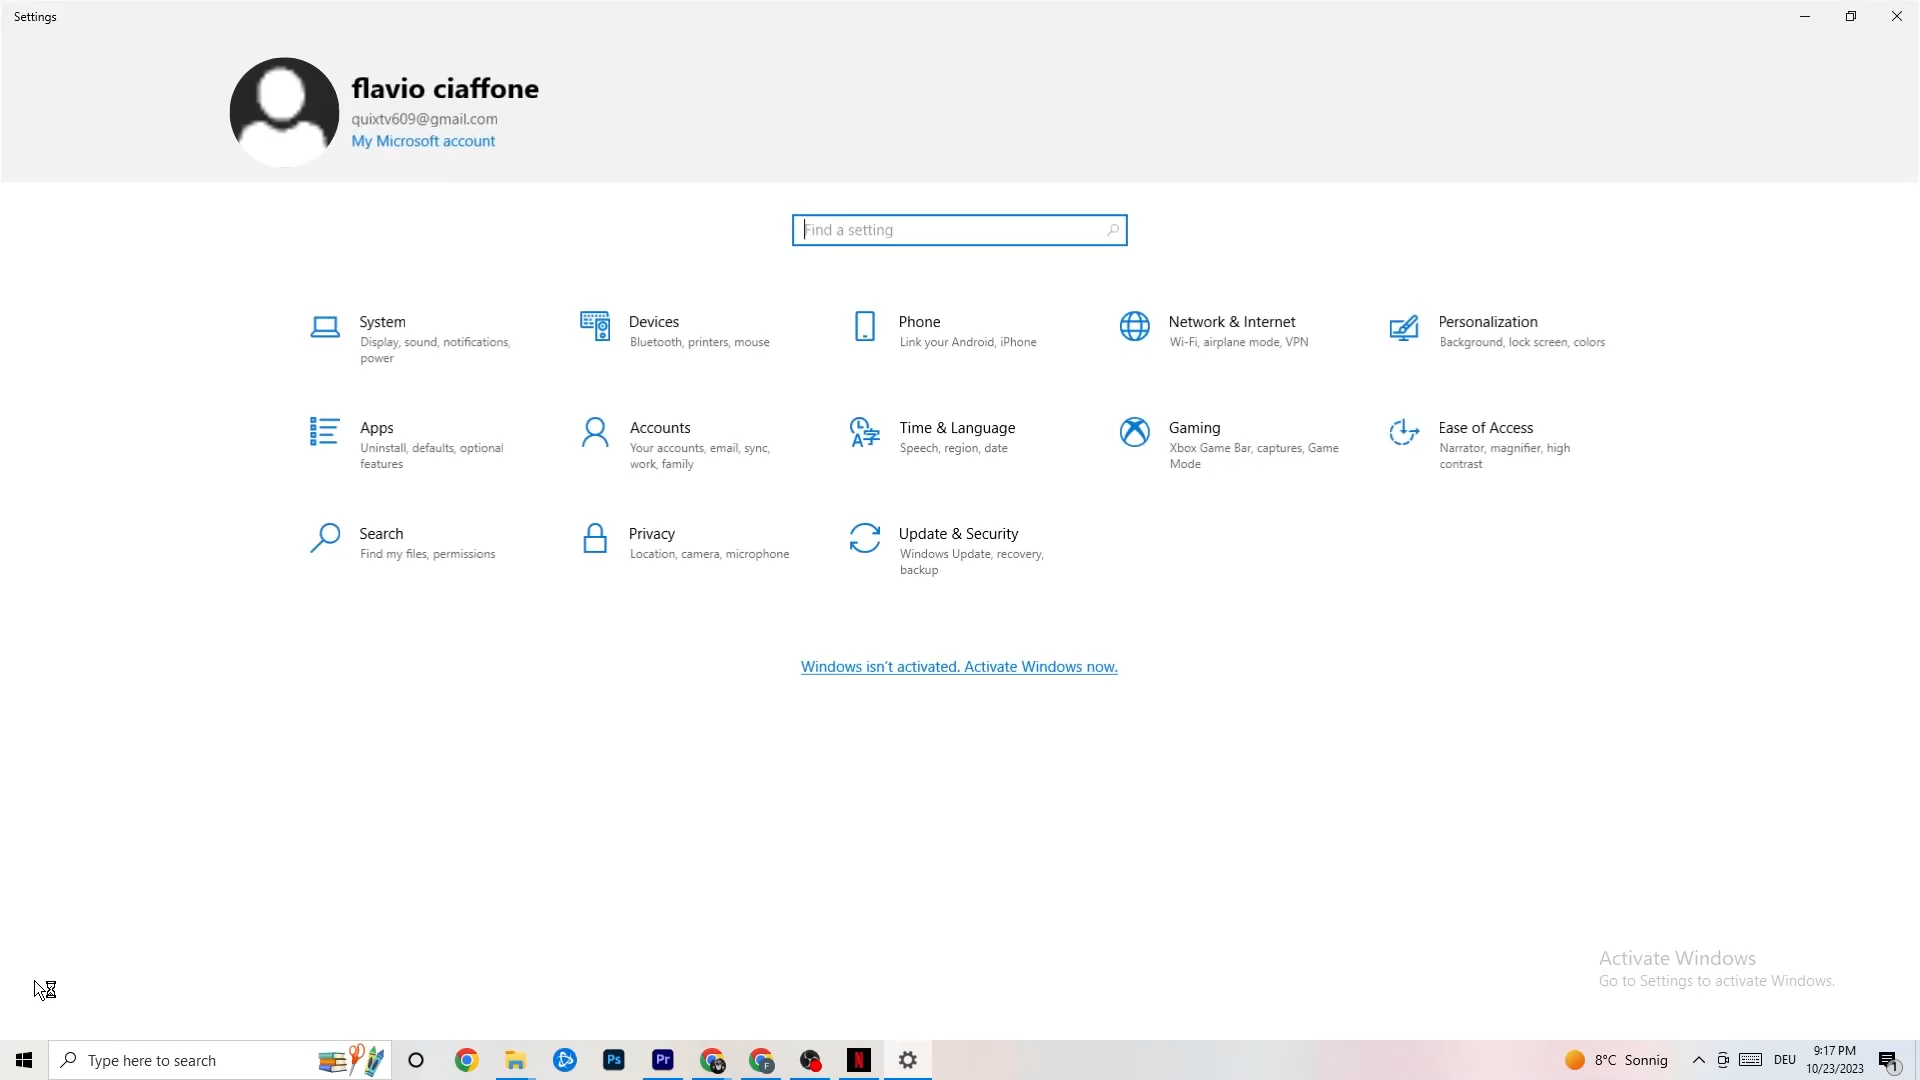 Settings
flavio ciaffone
quixtv609@gmail.com
My Microsoft account
Find a setting
System
Display, sound, notifications,
power
Devices
Bluetooth, printers, mouse
Phone
Link your Android, iPhone
Network & Internet
Wi-Fi, airplane mode, VPN
Personalization
Background, lock screen, colors
Apps
Uninstall, defaults, optional
features
Accounts
Your accounts, email, sync,
work, family
Time & Language
Speech, region, date
Gaming
Xbox Game Bar, captures, Game
Mode
Ease of Access
Narrator, magnifier, high
contrast
Search
Find my files, permissions
Privacy
Location, camera, microphone
Update & Security
Windows Update, recovery,
backup
Windows isn't activated. Activate Windows now.
Activate Windows
Go to Settings to activate Windows.
Type here to search
Ps
Pr
F
N
8°C Sonnig
DEU
9:17 PM
10/23/2023
1